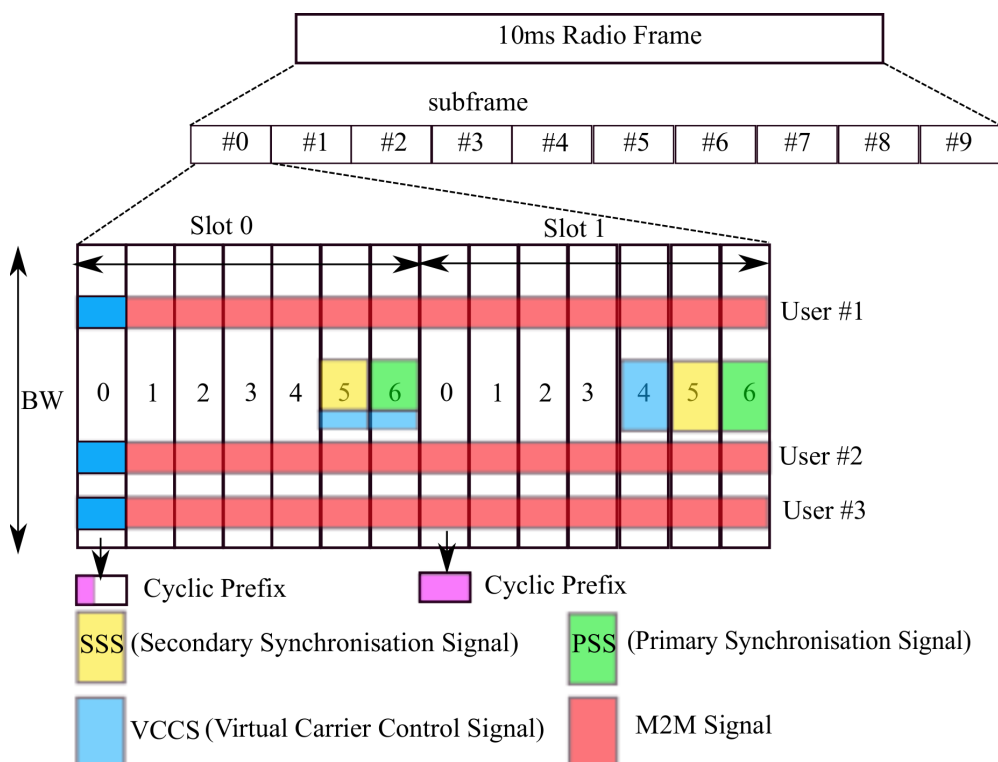 10ms Radio Frame
subframe
#0 #1 #2 #3 #4 #5 #6 #7 #8 #9
Slot 0 Slot 1
User #1
BW 0 1 2 3 4 5 6 0 1 2 3 4 5 6
User #2
User #3
Cyclic Prefix Cyclic Prefix
SSS (Secondary Synchronisation Signal) PSS (Primary Synchronisation Signal)
VCCS (Virtual Carrier Control Signal) M2M Signal